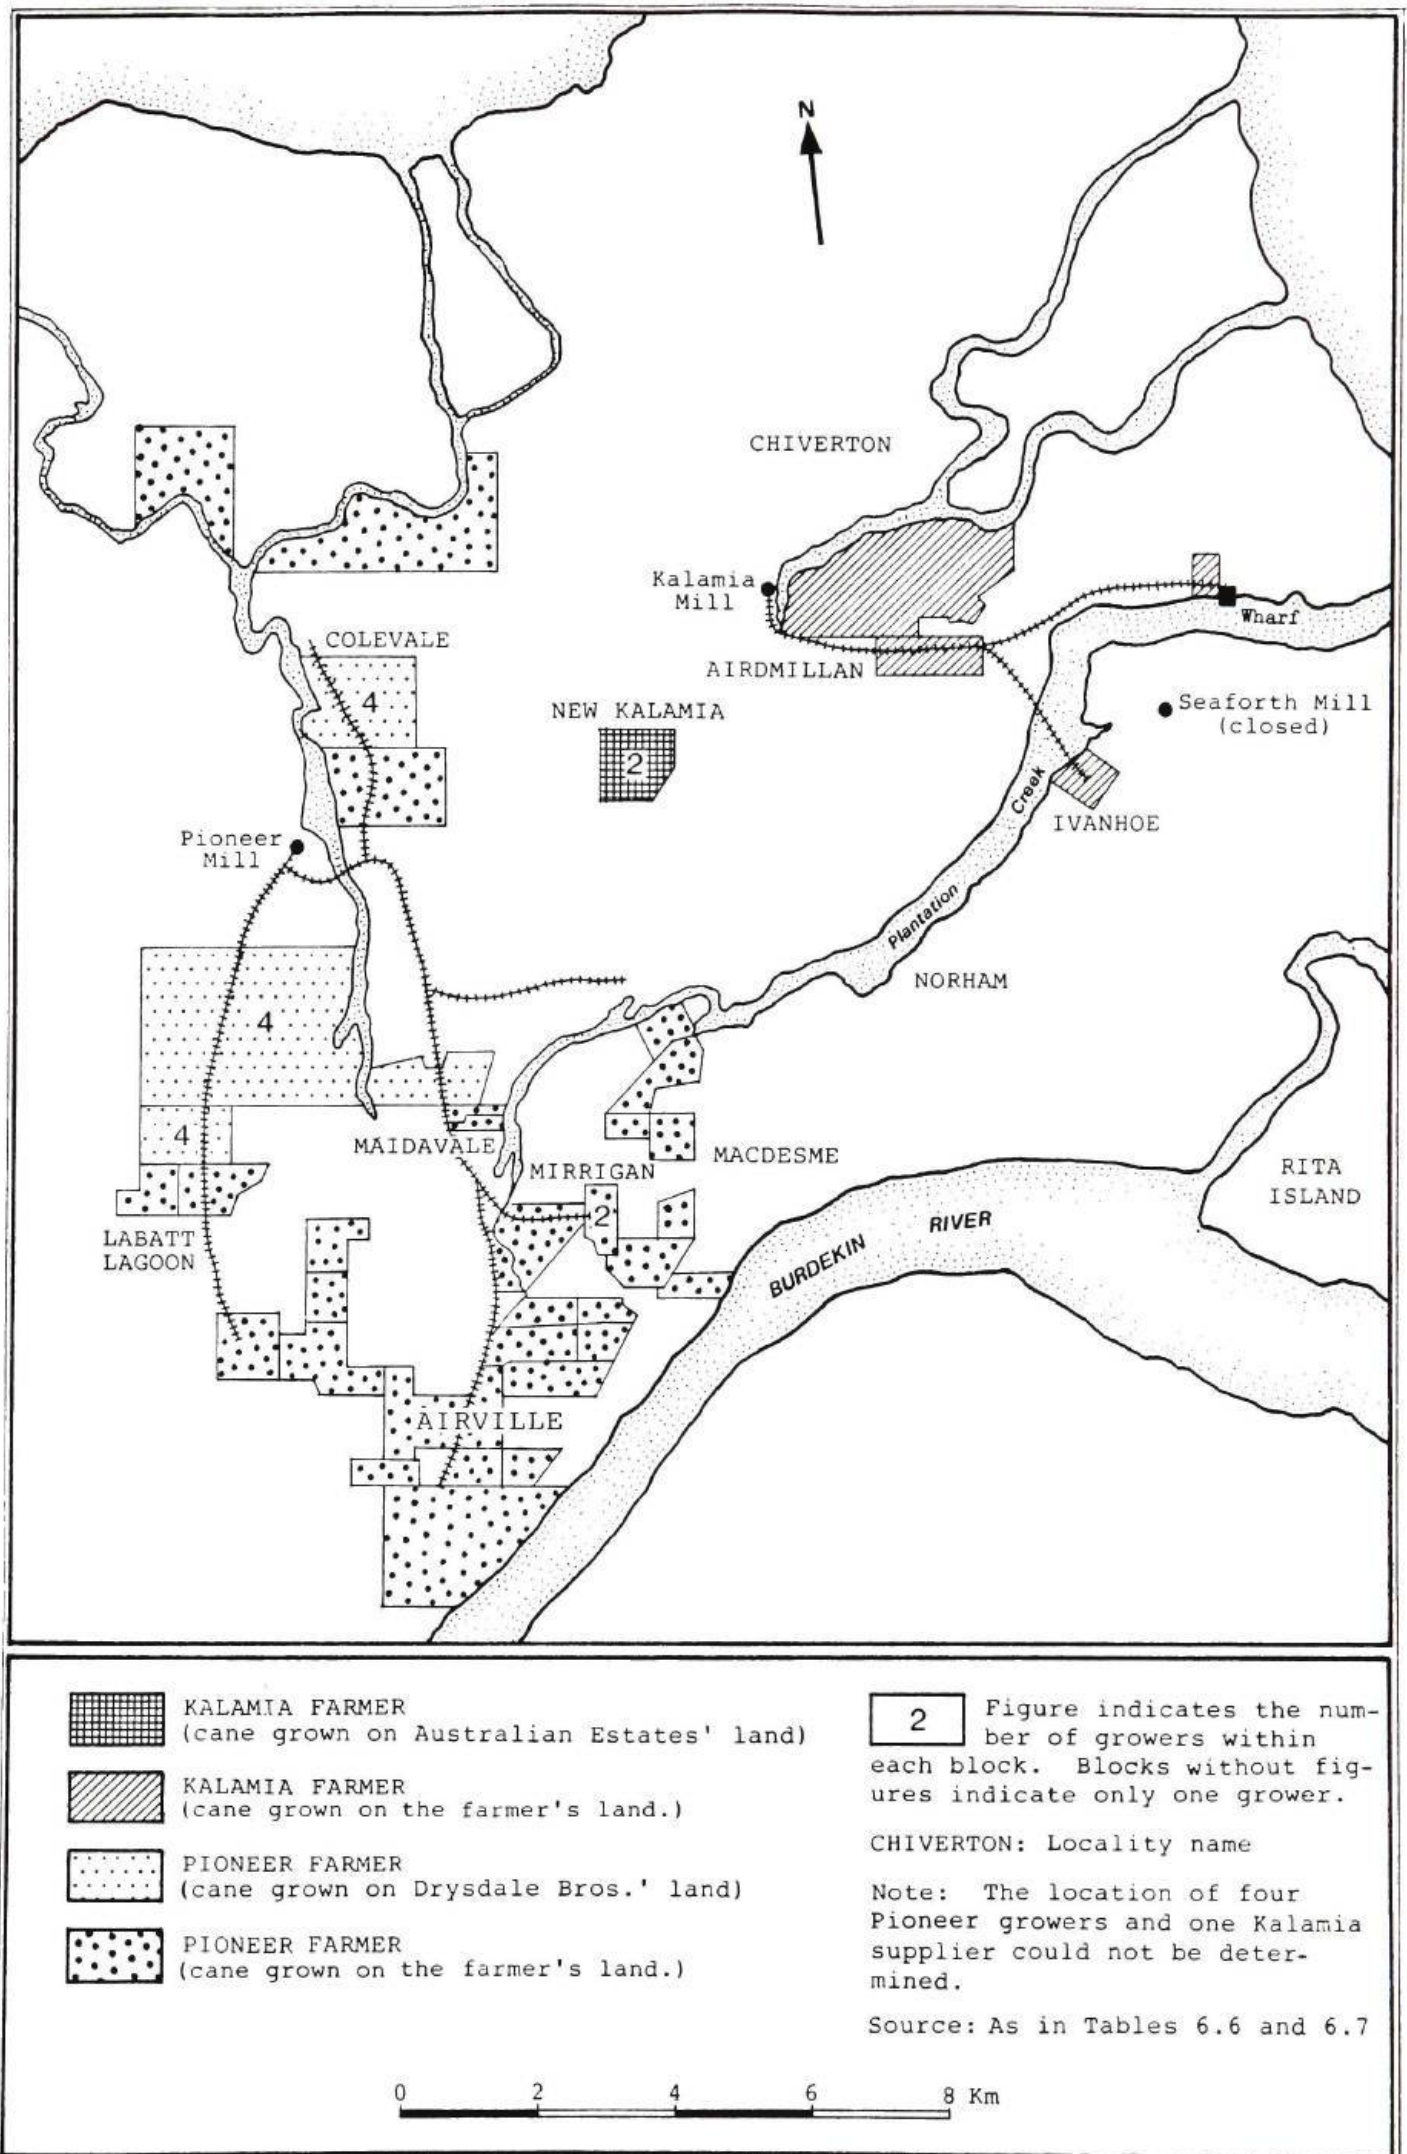 N
CHIVERTON
Kalamia
Mill
Wharf
COLEVALE
AIRDMILLAN
4
NEW KALAMIA
Seaforth Mill
(closed)
2
Creek
IVANHOE
Pioneer
Mill
Plantation
NORHAM
4
4
MAIDAVALE
MIRRIGAN
MACDESME
RITA
ISLAND
2
RIVER
LABATT
LAGOON
BURDEKIN
AIRVILLE
KALAMIA FARMER
(cane grown on Australian Estates' land)
KALAMIA FARMER
(cane grown on the farmer's land.)
PIONEER FARMER
(cane grown on Drysdale Bros.' land)
PIONEER FARMER
(cane grown on the farmer's land.)
2 Figure indicates the num-
ber of growers within
each block. Blocks without fig-
ures indicate only one grower.
CHIVERTON: Locality name
Note: The location of four
Pioneer growers and one Kalamia
supplier could not be deter-
mined.
Source: As in Tables 6.6 and 6.7
0 2 4 6 8 Km